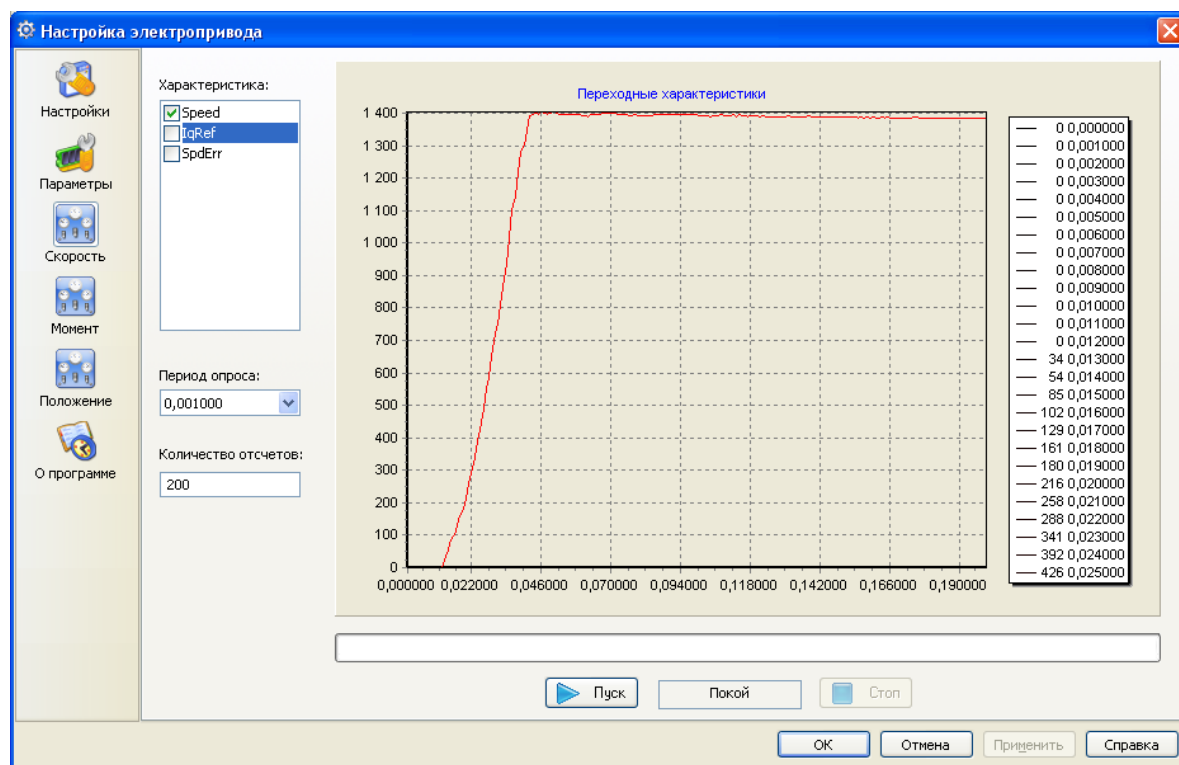 Настройка электропривода
Настройки
Параметры
Скорость
Момент
Положение
О программе
Характеристика:
Speed
IqRef
SpdErr
Период опроса:
0,001000
Количество отсчетов:
200
Переходные характеристики
1 400
1 300
1 200
1 100
1 000
900
800
700
600
500
400
300
200
100
0
0,000000 0,022000 0,046000 0,070000 0,094000 0,118000 0,142000 0,166000 0,190000
0 0,000000
0 0,001000
0 0,002000
0 0,003000
0 0,004000
0 0,005000
0 0,006000
0 0,007000
0 0,008000
0 0,009000
0 0,010000
0 0,011000
0 0,012000
34 0,013000
54 0,014000
85 0,015000
102 0,016000
129 0,017000
161 0,018000
180 0,019000
216 0,020000
258 0,021000
288 0,022000
341 0,023000
392 0,024000
426 0,025000
Пуск
Покой
Стоп
ОК
Отмена
Применить
Справка